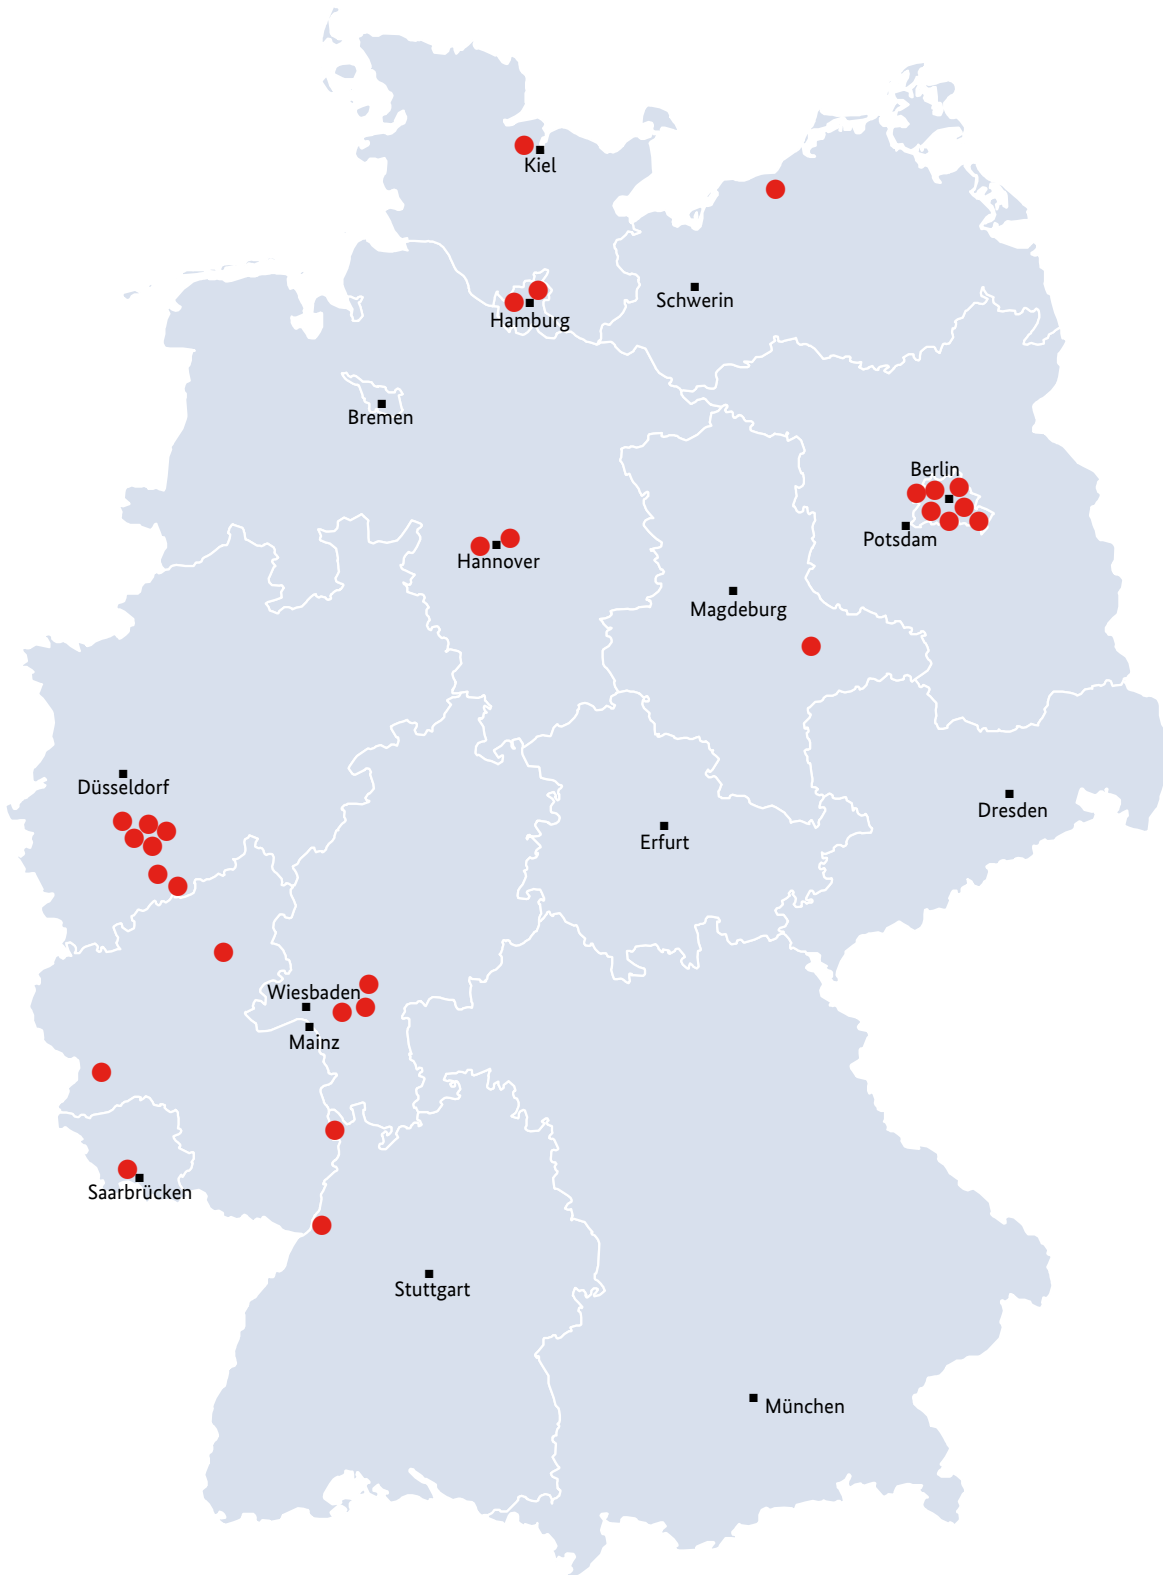 Kiel
Schwerin
Hamburg
Bremen
Berlin
Potsdam
Hannover
Magdeburg
Düsseldorf
Dresden
Erfurt
Wiesbaden
Mainz
Saarbrücken
Stuttgart
München